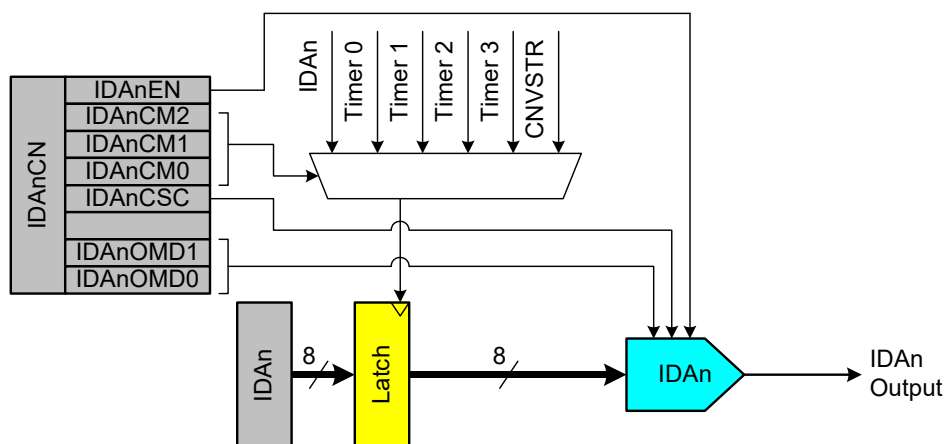 IDAn
Timer 0
Timer 1
Timer 2
Timer 3
CNVSTR
IDAnCN
IDAnEN
IDAnCM2
IDAnCM1
IDAnCM0
IDAnCSC
IDAnOMD1
IDAnOMD0
IDAn
8
Latch
8
IDAn
IDAn
Output